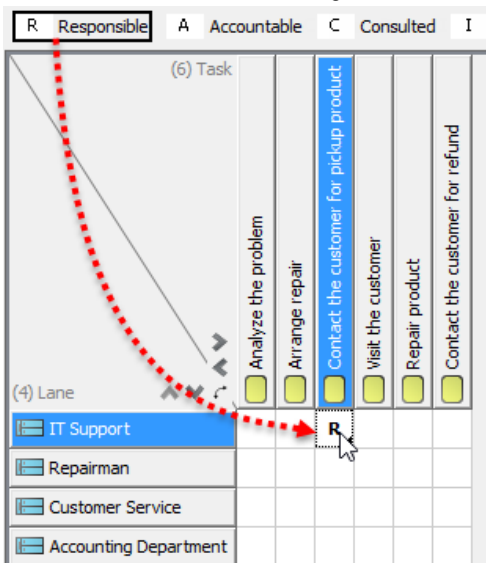 R Responsible A Accountable C Consulted I
(6) Task
Analyze the problem
Arrange repair
Contact the customer for pickup product
Visit the customer
Repair product
Contact the customer for refund
(4) Lane
IT Support R
Repairman
Customer Service
Accounting Department